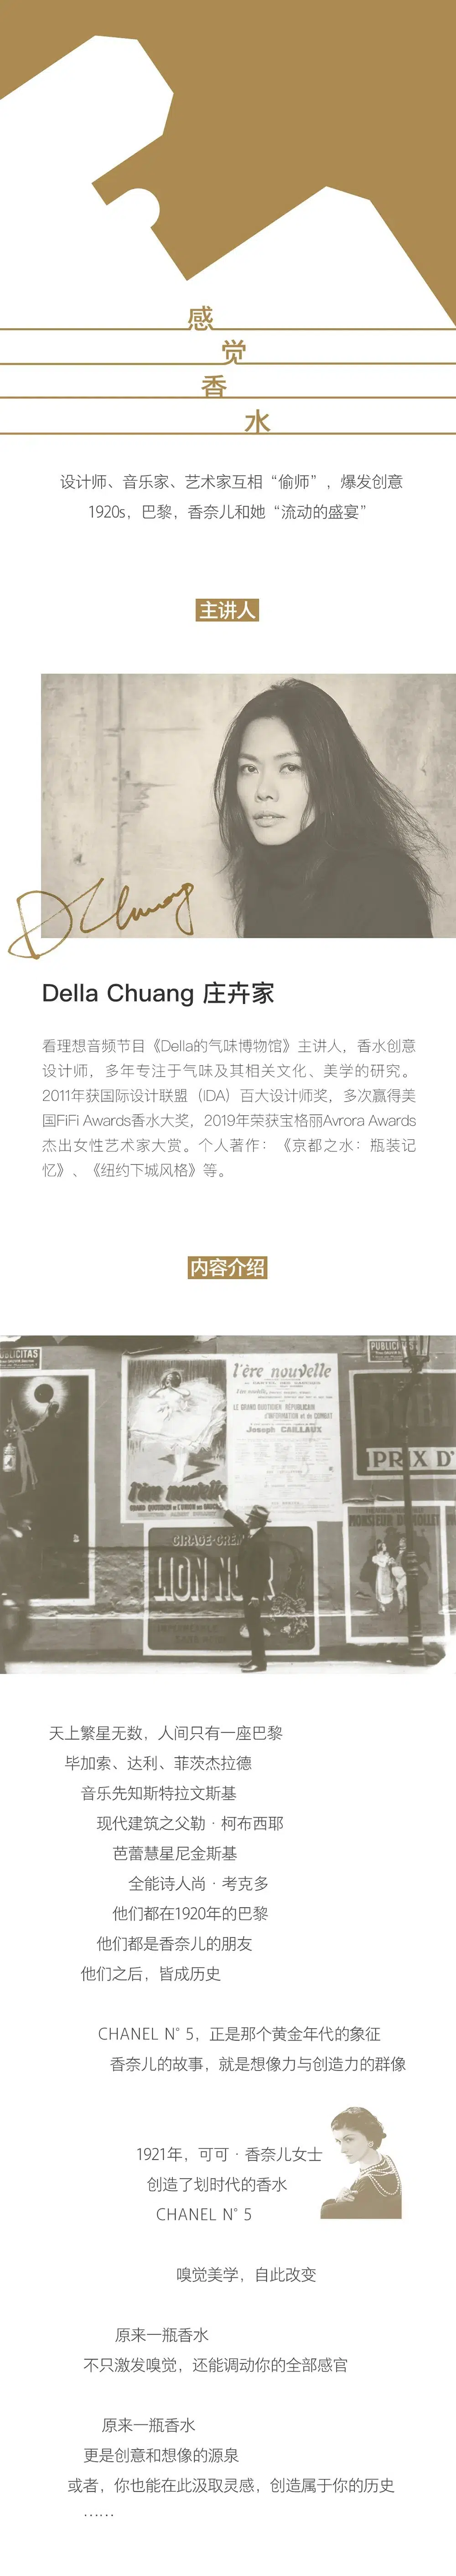 感
觉
香
水
设计师、音乐家、艺术家互相“偷师”，爆发创意
1920s，巴黎，香奈儿和她“流动的盛宴”
主讲人
DChuang
Della Chuang 庄卉家
看理想音频节目《Della的气味博物馆》主讲人，香水创意
设计师，多年专注于气味及其相关文化、美学的研究。
2011年获国际设计联盟（IDA）百大设计师奖，多次赢得美
国FiFi Awards香水大奖，2019年荣获宝格丽Avrora Awards
杰出女性艺术家大赏。个人著作：《京都之水：瓶装记
忆》、《纽约下城风格》等。
内容介绍
PUBLICITAS
PUBLICIT
l'ère nouvelle
LE GRAND QUOTIDIEN RÉPUBLICAIN
D'INFORMATION et de COMBAT
Joseph CAILLAUX
l'ère nouvelle
PRIX D'
CIRAGE-CRÈM
LION NOIR
MONSIEUR
天上繁星无数，人间只有一座巴黎
毕加索、达利、菲茨杰拉德
音乐先知斯特拉文斯基
现代建筑之父勒·柯布西耶
芭蕾慧星尼金斯基
全能诗人尚·考克多
他们都在1920年的巴黎
他们都是香奈儿的朋友
他们之后，皆成历史
CHANEL N°5，正是那个黄金年代的象征
香奈儿的故事，就是想像力与创造力的群像
1921年，可可·香奈儿女士
创造了划时代的香水
CHANEL N°5
嗅觉美学，自此改变
原来一瓶香水
不只激发嗅觉，还能调动你的全部感官
原来一瓶香水
更是创意和想像的源泉
或者，你也能在此汲取灵感，创造属于你的历史
……